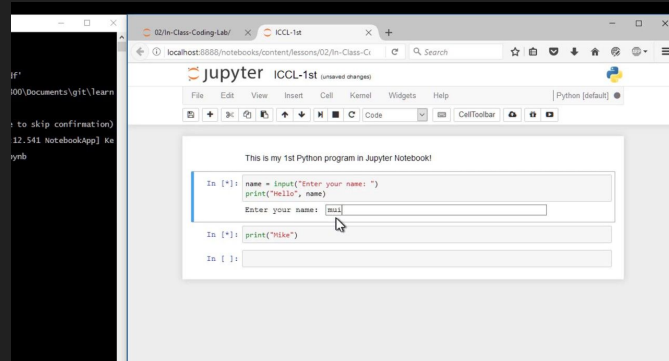 02/In-Class-Coding-Lab/
ICCL-1st
localhost:8888/notebooks/content/lessons/02/In-Class-Co
Search
df'
300\Documents\git\learn
e to skip confirmation)
12.541 NotebookApp] Ke
pynb
jupyter ICCL-1st (unsaved changes)
File Edit View Insert Cell Kernel Widgets Help Python [default]
Code CellToolbar
This is my 1st Python program in Jupyter Notebook!
In [*]: name = input("Enter your name: ")
print("Hello", name)
Enter your name: mui
In [*]: print("Mike")
In [ ]: